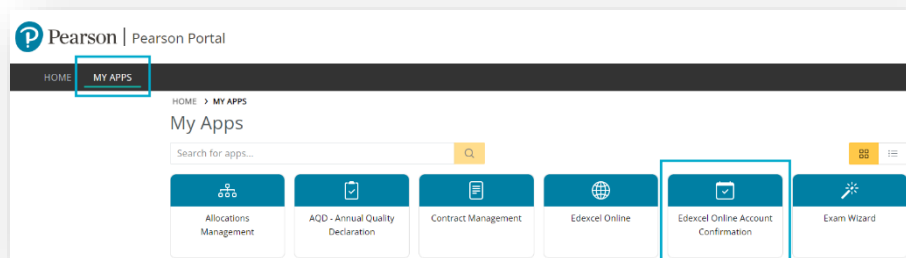 Pearson | Pearson Portal
HOME MY APPS
HOME > MY APPS
My Apps
Search for apps...
Allocations
Management
AQD - Annual Quality
Declaration
Contract Management
Edexcel Online
Edexcel Online Account
Confirmation
Exam Wizard